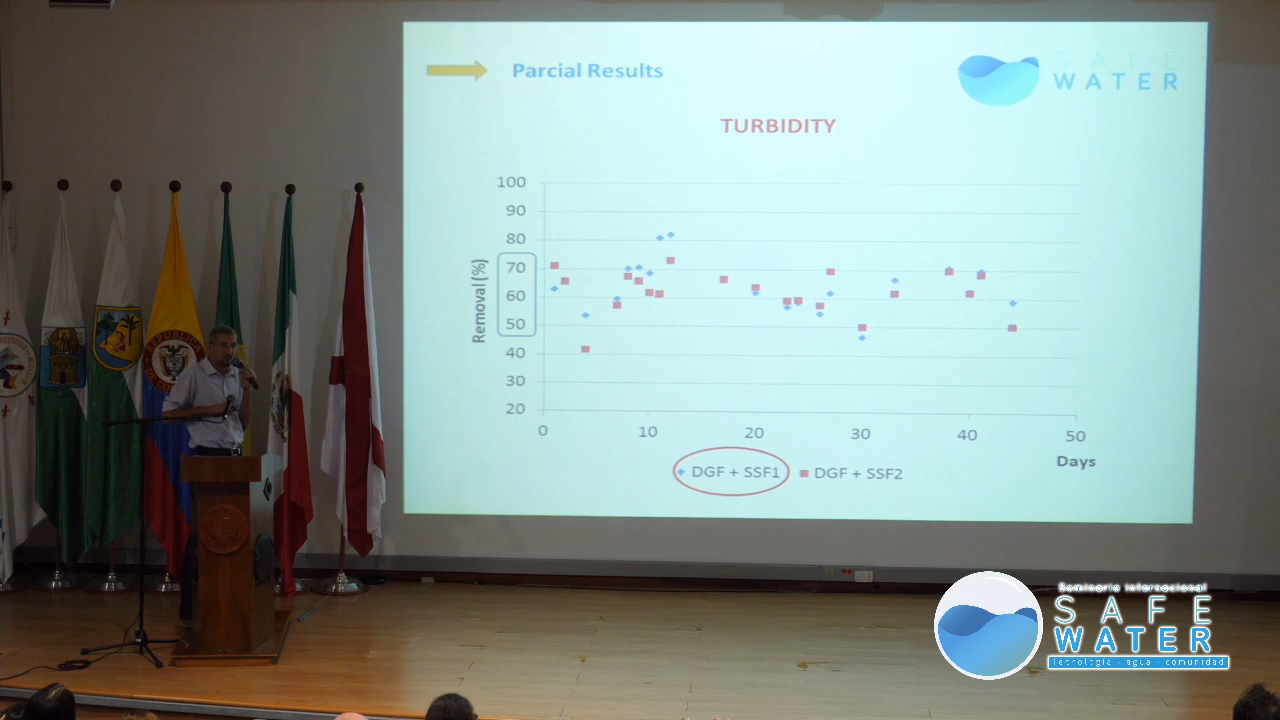 Parcial Results
SAFE
WATER
TURBIDITY
Removal (%)
100
90
80
70
60
50
40
30
20
0
10
20
30
40
50
Days
DGF + SSF1
DGF + SSF2
REPUBLICA
Seminario Internacional
SAFE
WATER
Tecnología - agua - comunidad